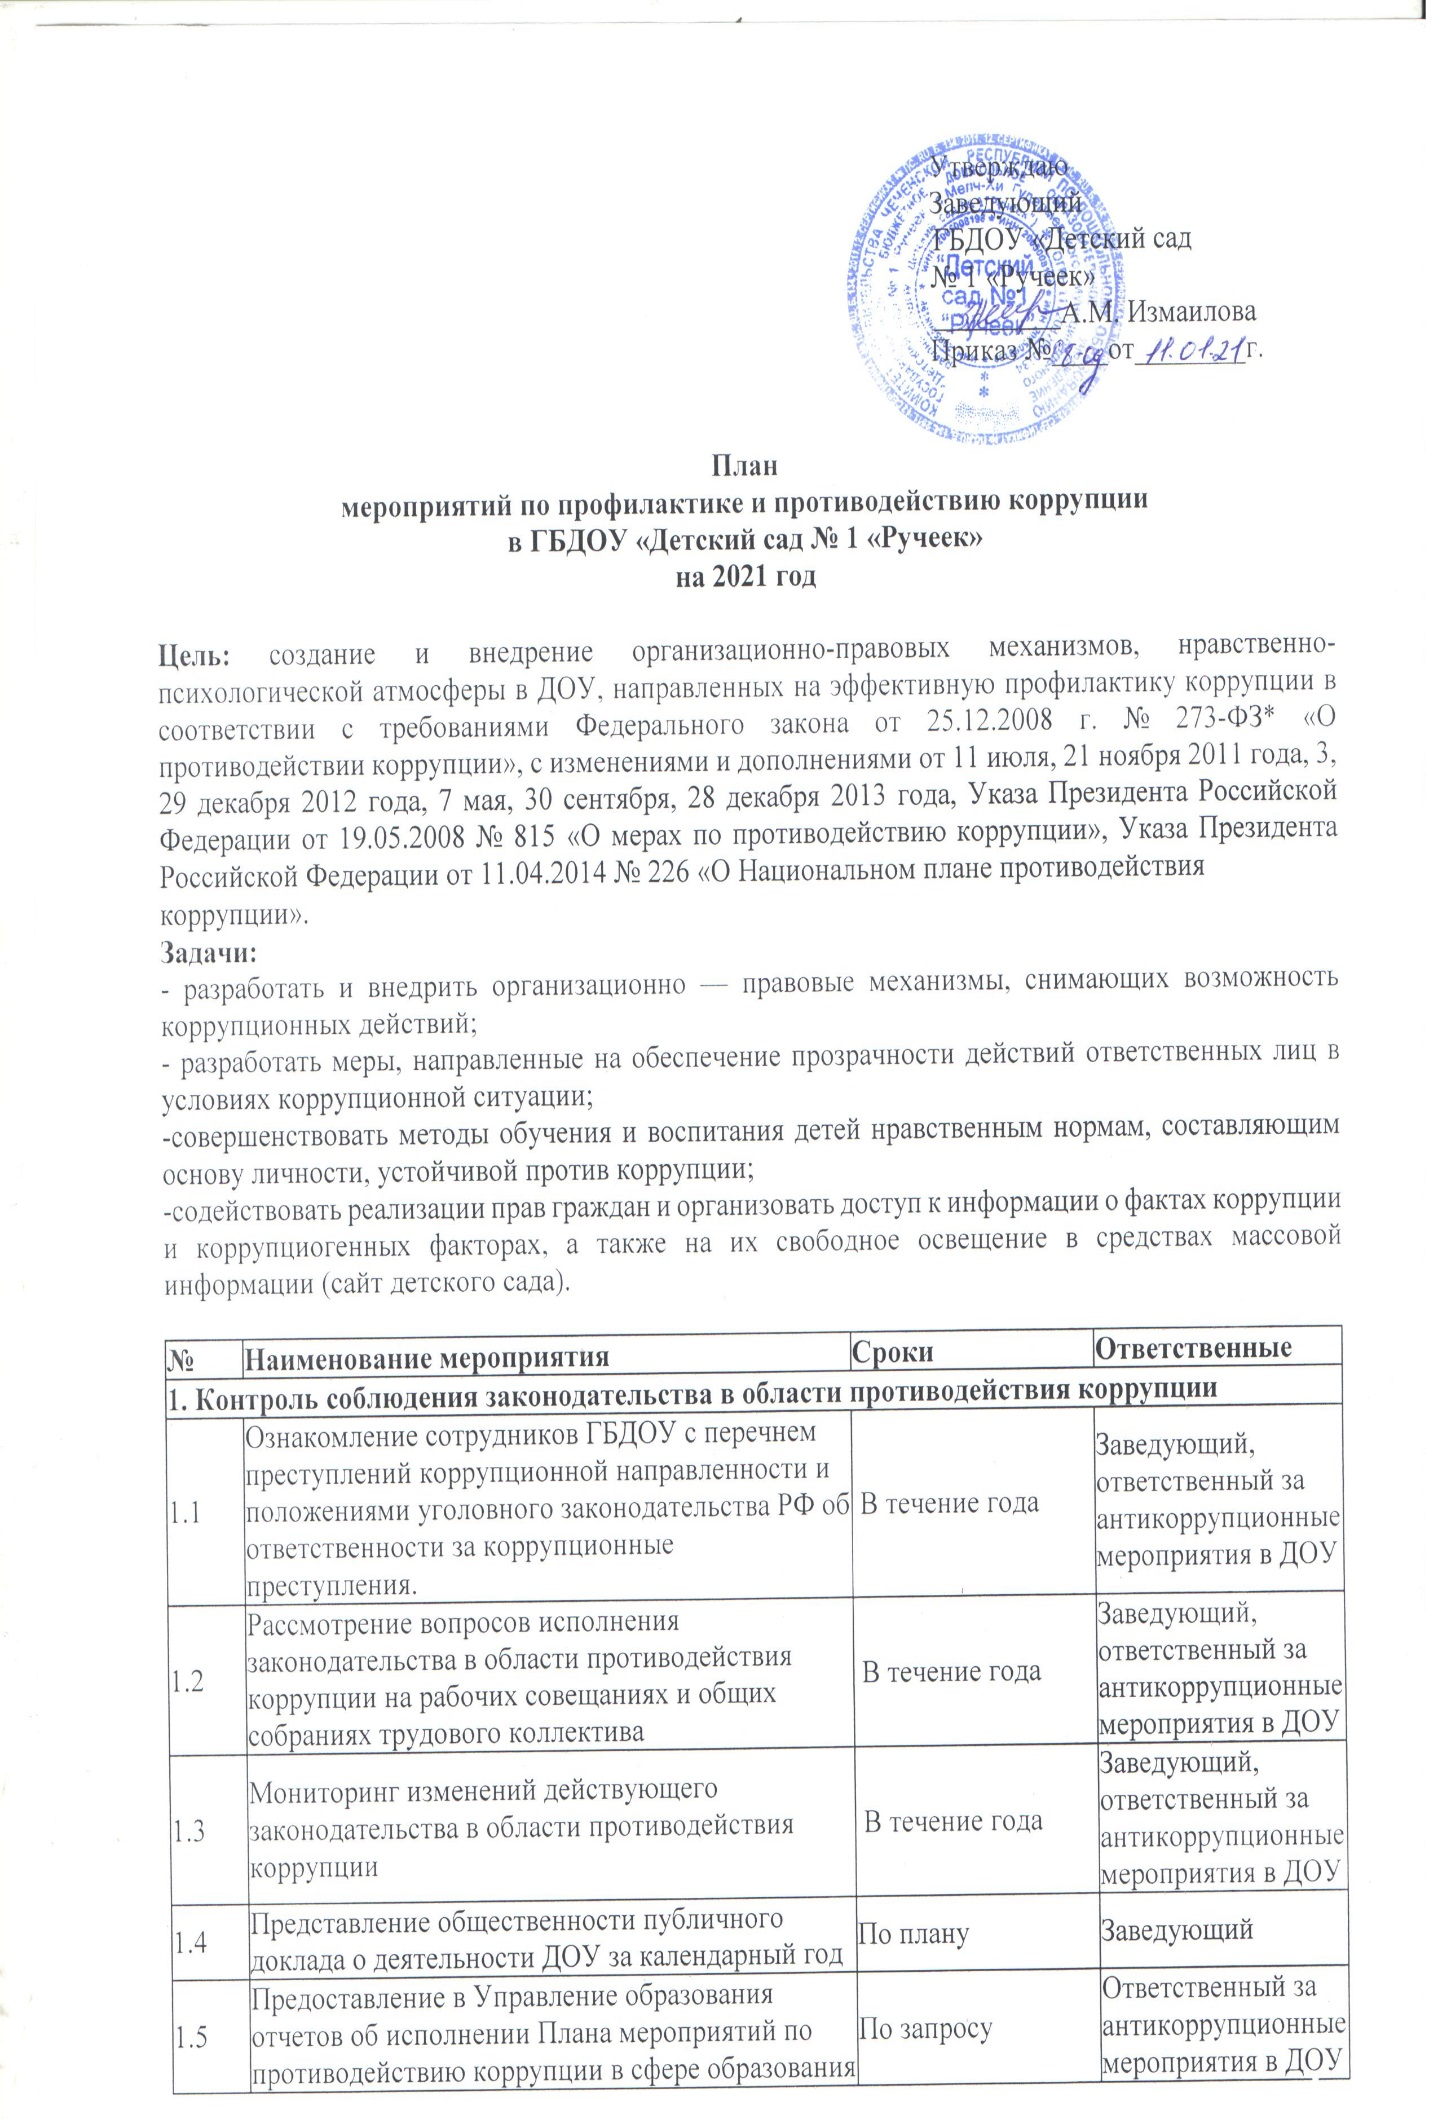 Утверждаю
Заведующий
ГБДОУ «Детский сад
№ 1 «Ручеек»
А.М. Измаилова
Приказ № от 11.01.21 г.
"Детский
сад №1
"Ручеек"
План
мероприятий по профилактике и противодействию коррупции
в ГБДОУ «Детский сад № 1 «Ручеек»
на 2021 год
Цель: создание и внедрение организационно-правовых механизмов, нравственно-
психологической атмосферы в ДОУ, направленных на эффективную профилактику коррупции в
соответствии с требованиями Федерального закона от 25.12.2008 г. № 273-ФЗ* «О
противодействии коррупции», с изменениями и дополнениями от 11 июля, 21 ноября 2011 года, 3,
29 декабря 2012 года, 7 мая, 30 сентября, 28 декабря 2013 года, Указа Президента Российской
Федерации от 19.05.2008 № 815 «О мерах по противодействию коррупции», Указа Президента
Российской Федерации от 11.04.2014 № 226 «О Национальном плане противодействия
коррупции».
Задачи:
- разработать и внедрить организационно — правовые механизмы, снимающих возможность
коррупционных действий;
- разработать меры, направленные на обеспечение прозрачности действий ответственных лиц в
условиях коррупционной ситуации;
-совершенствовать методы обучения и воспитания детей нравственным нормам, составляющим
основу личности, устойчивой против коррупции;
-содействовать реализации прав граждан и организовать доступ к информации о фактах коррупции
и коррупциогенных факторах, а также на их свободное освещение в средствах массовой
информации (сайт детского сада).
№ Наименование мероприятия Сроки Ответственные
1. Контроль соблюдения законодательства в области противодействия коррупции
1.1
Ознакомление сотрудников ГБДОУ с перечнем
преступлений коррупционной направленности и
положениями уголовного законодательства РФ об
ответственности за коррупционные
преступления.
В течение года
Заведующий,
ответственный за
антикоррупционные
мероприятия в ДОУ
1.2
Рассмотрение вопросов исполнения
законодательства в области противодействия
коррупции на рабочих совещаниях и общих
собраниях трудового коллектива
В течение года
Заведующий,
ответственный за
антикоррупционные
мероприятия в ДОУ
1.3
Мониторинг изменений действующего
законодательства в области противодействия
коррупции
В течение года
Заведующий,
ответственный за
антикоррупционные
мероприятия в ДОУ
1.4
Представление общественности публичного
доклада о деятельности ДОУ за календарный год
По плану
Заведующий
1.5
Предоставление в Управление образования
отчетов об исполнении Плана мероприятий по
противодействию коррупции в сфере образования
По запросу
Ответственный за
антикоррупционные
мероприятия в ДОУ